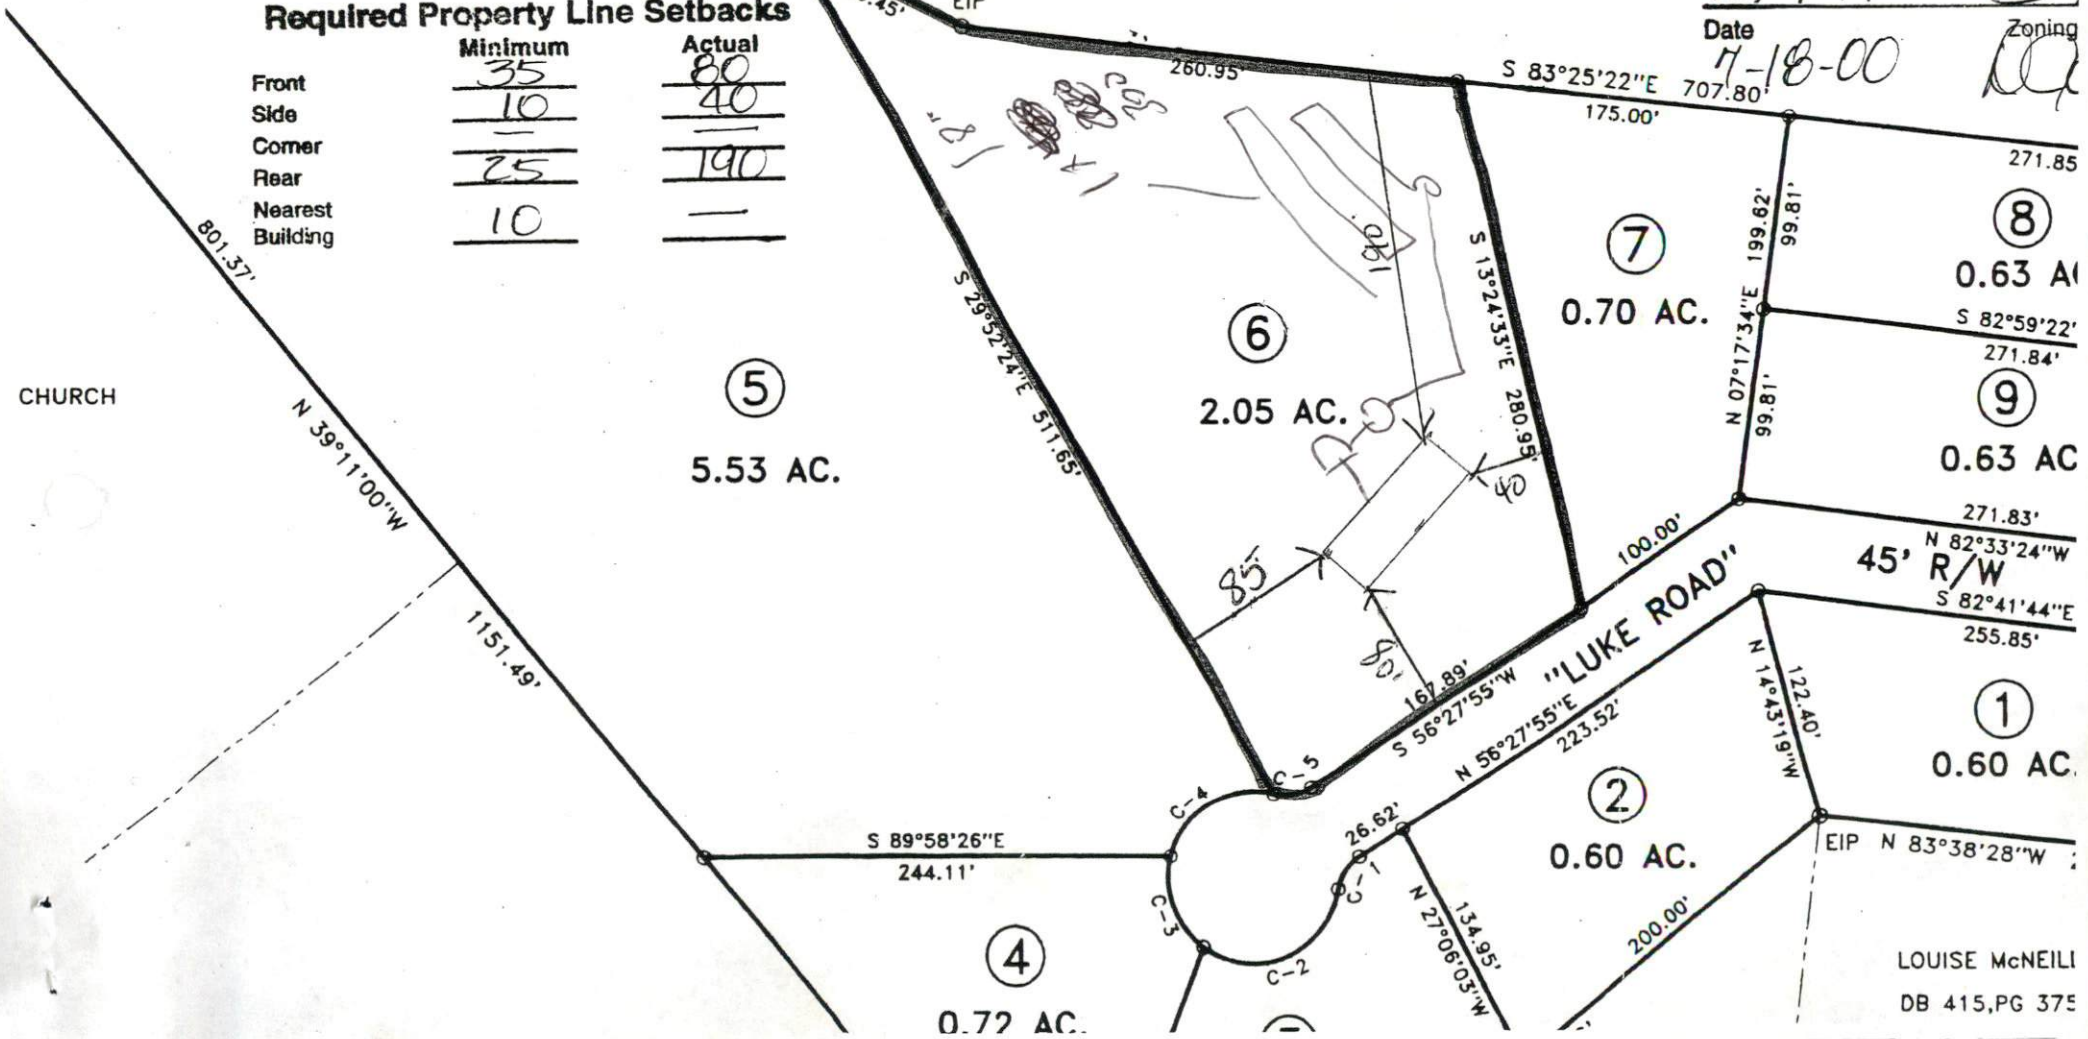 Required Property Line Setbacks
Minimum Actual
Front 35 80
Side 10 40
Corner — —
Rear 25 190
Nearest
Building 10 —
.45'
EIP
260.95'
S 83°25'22"E 707.80'
175.00'
Date
7-18-00
Zoning
271.85
8
0.63 A
199.62'
99.81'
N 07°17'34"E
99.81'
S 82°59'22'
271.84'
9
0.63 AC
7
0.70 AC.
S 13°24'33"E 280.95'
190'
6
2.05 AC.
S 29°52'24"E 511.65'
801.37'
5
5.53 AC.
CHURCH
N 39°11'00"W
1151.49'
40
85
80'
167.89'
S 56°27'55"W
100.00'
"LUKE ROAD"
45' R/W
271.83'
N 82°33'24"W
S 82°41'44"E
255.85'
N 56°27'55"E
223.52'
N 14°43'19"W
122.40'
1
0.60 AC.
2
0.60 AC.
C-5
C-4
C-3
C-2
C-1
26.62'
S 89°58'26"E
244.11'
4
0.72 AC.
N 27°06'03"W
134.95'
200.00'
EIP N 83°38'28"W
LOUISE McNEILL
DB 415,PG 375